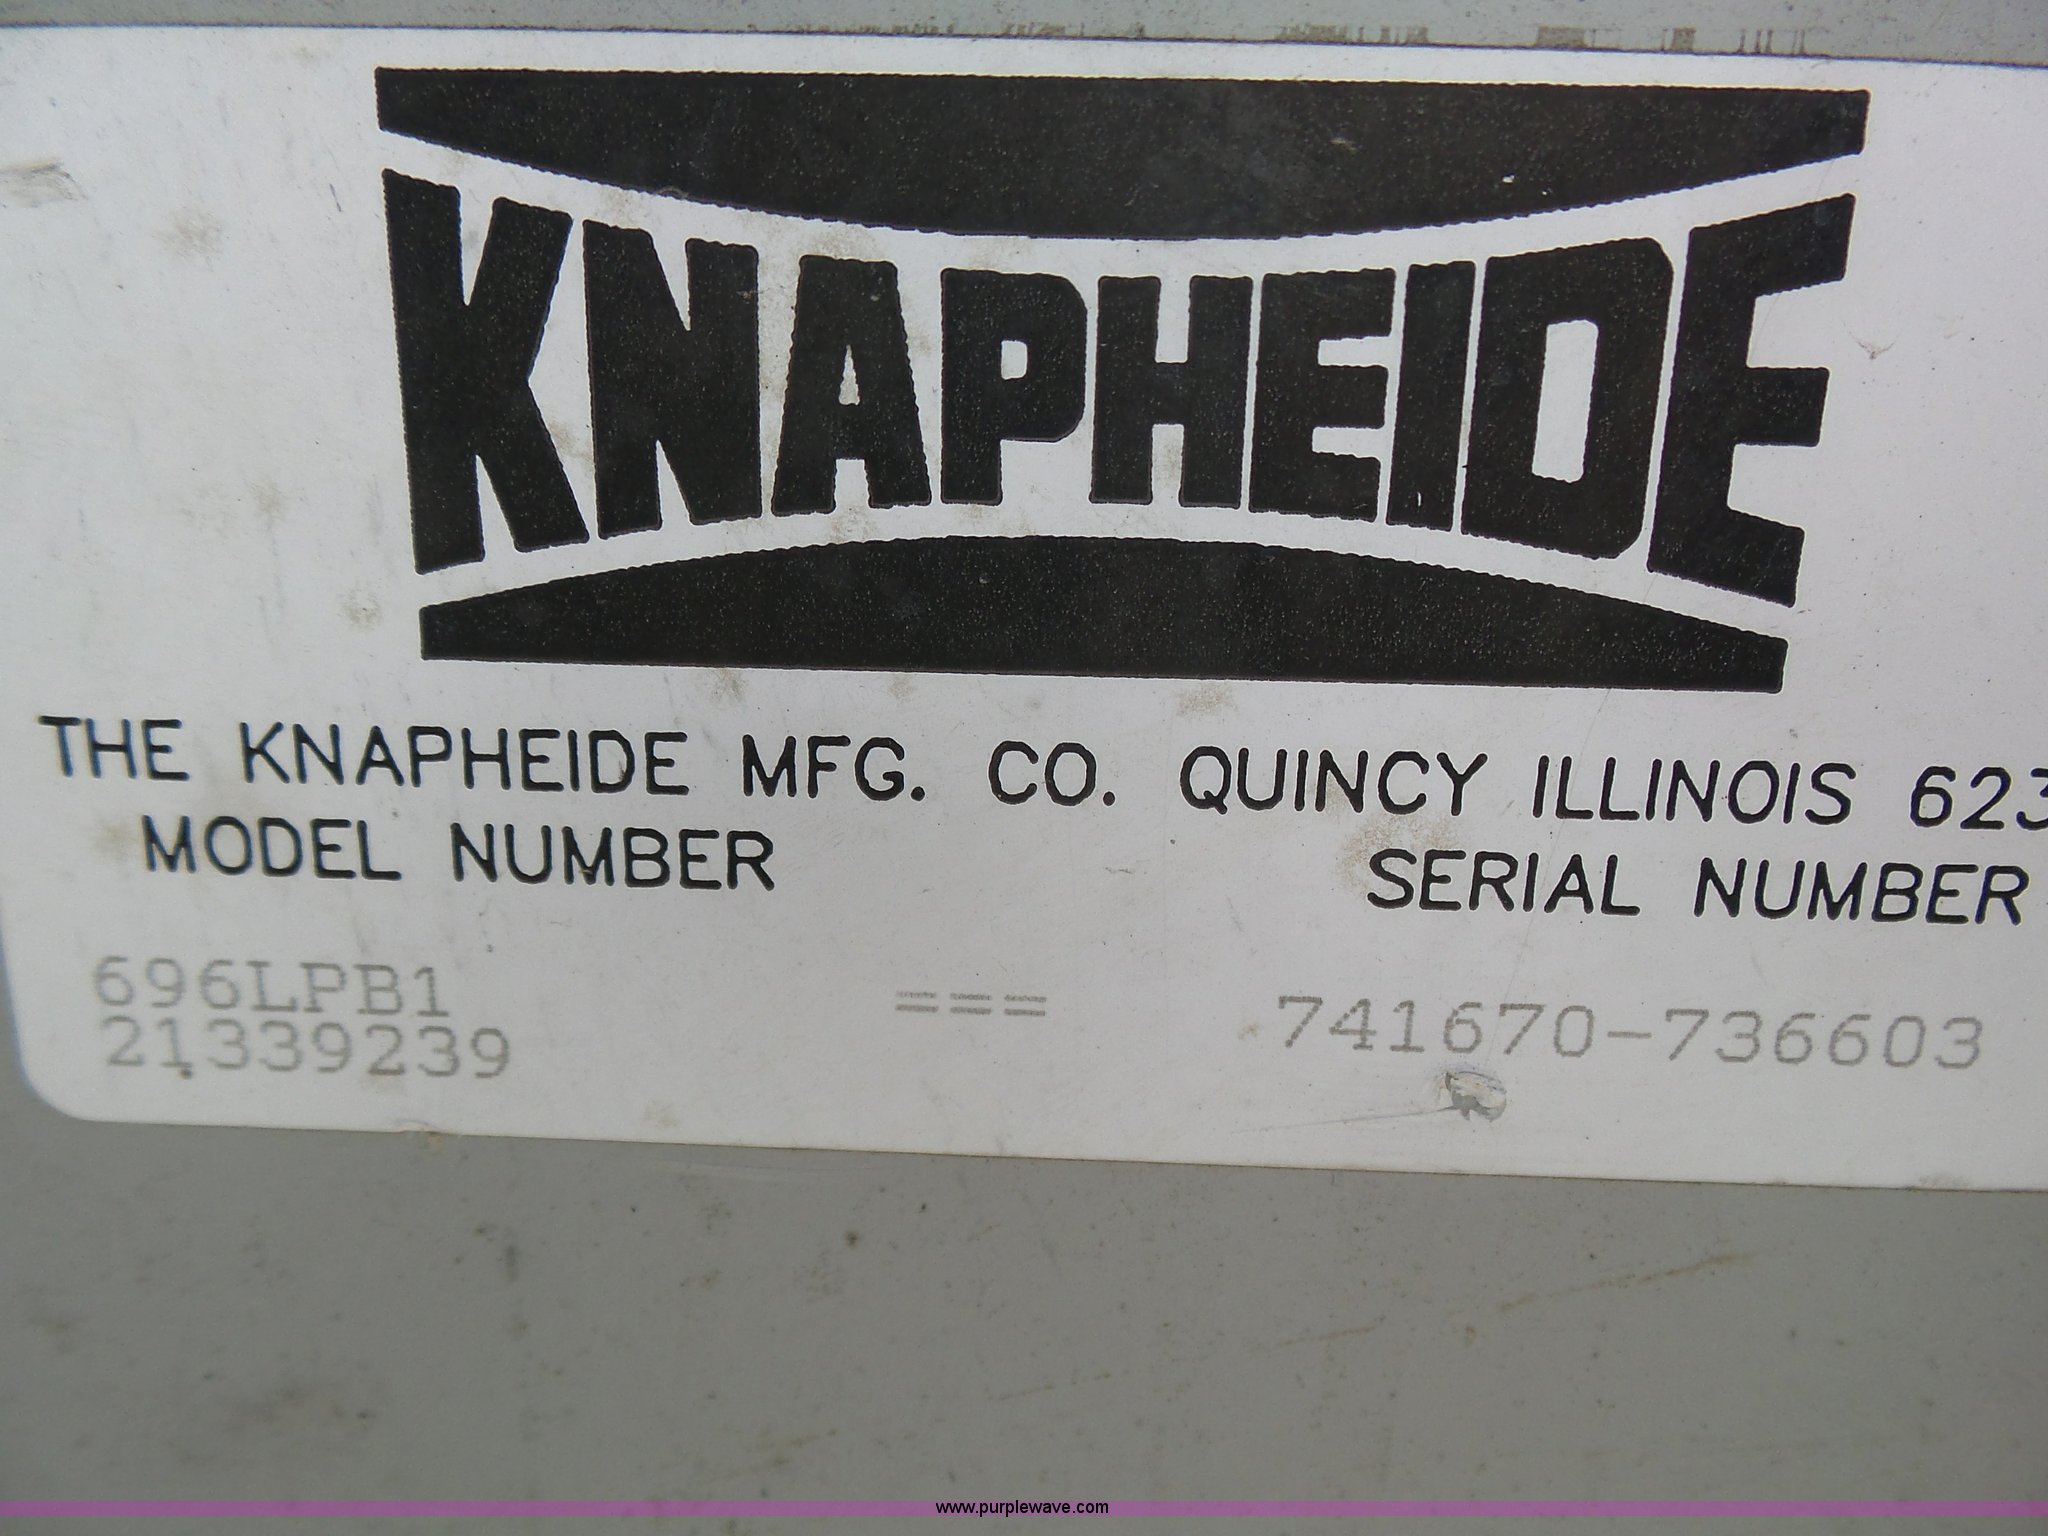 KNAPHEIDE
THE KNAPHEIDE MFG. CO. QUINCY ILLINOIS 623
MODEL NUMBER SERIAL NUMBER
696LPB1 === 741670-736603
21339239
www.purplewave.com